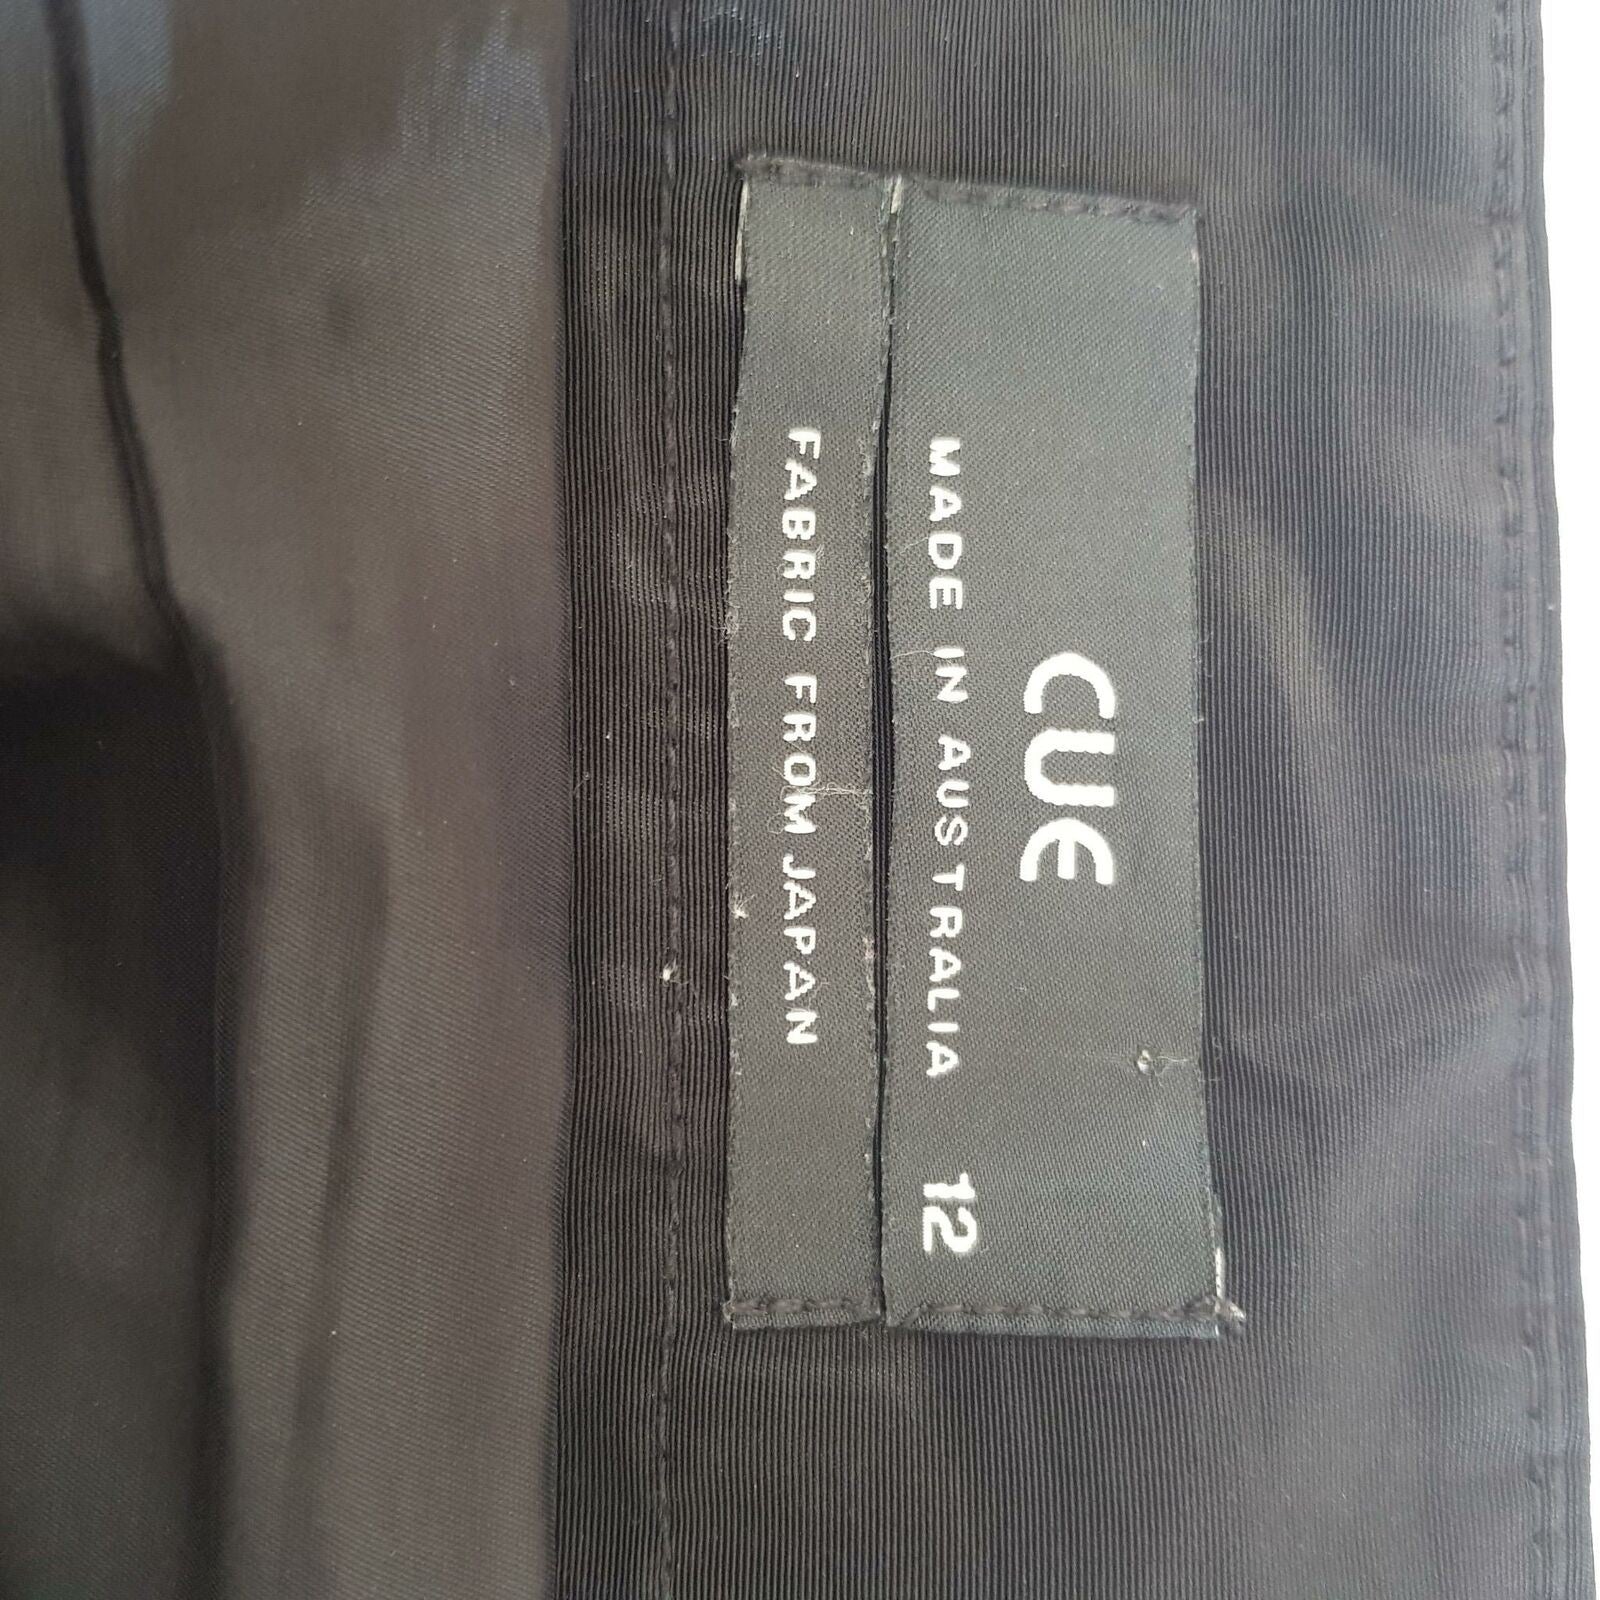 CUE
MADE IN AUSTRALIA 12
FABRIC FROM JAPAN